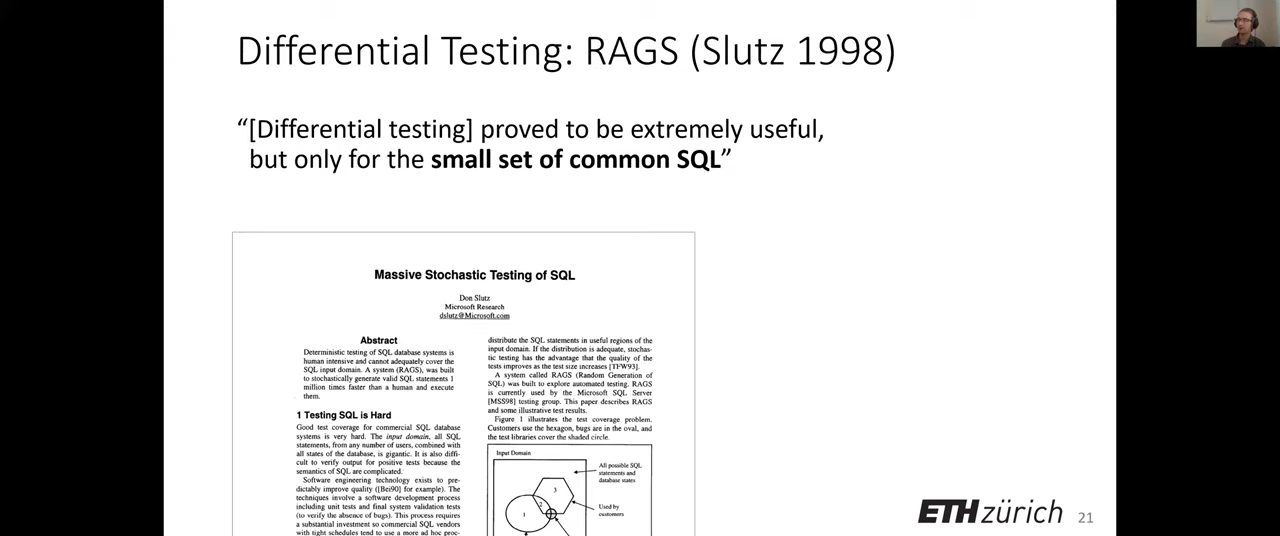 Differential Testing: RAGS (Slutz 1998)
“[Differential testing] proved to be extremely useful,
but only for the small set of common SQL”
Massive Stochastic Testing of SQL
Don Slutz
Microsoft Research
dslutz@Microsoft.com
Abstract
Deterministic testing of SQL database systems is
human intensive and cannot adequately cover the
SQL input domain. A system (RAGS), was built
to stochastically generate valid SQL statements 1
million times faster than a human and execute
them.
1 Testing SQL is Hard
Good test coverage for commercial SQL database
systems is very hard. The input domain, all SQL
statements, from any number of users, combined with
all states of the database, is gigantic. It is also diffi-
cult to verify output for positive tests because the
semantics of SQL are complicated.
Software engineering technology exists to pre-
dictably improve quality ([Bei90] for example). The
techniques involve a software development process
including unit tests and final system validation tests
(to verify the absence of bugs). This process requires
a substantial investment so commercial SQL vendors
with tight schedules tend to use a more ad hoc proc-
distribute the SQL statements in useful regions of the
input domain. If the distribution is adequate, stochas-
tic testing has the advantage that the quality of the
tests improves as the test size increases [TFW93].
A system called RAGS (Random Generation of
SQL) was built to explore automated testing. RAGS
is currently used by the Microsoft SQL Server
[MSS98] testing group. This paper describes RAGS
and some illustrative test results.
Figure 1 illustrates the test coverage problem.
Customers use the hexagon, bugs are in the oval, and
the test libraries cover the shaded circle.
Input Domain
All possible SQL
statements and
database states
3
2
1
Used by
customers
ETH zürich
21